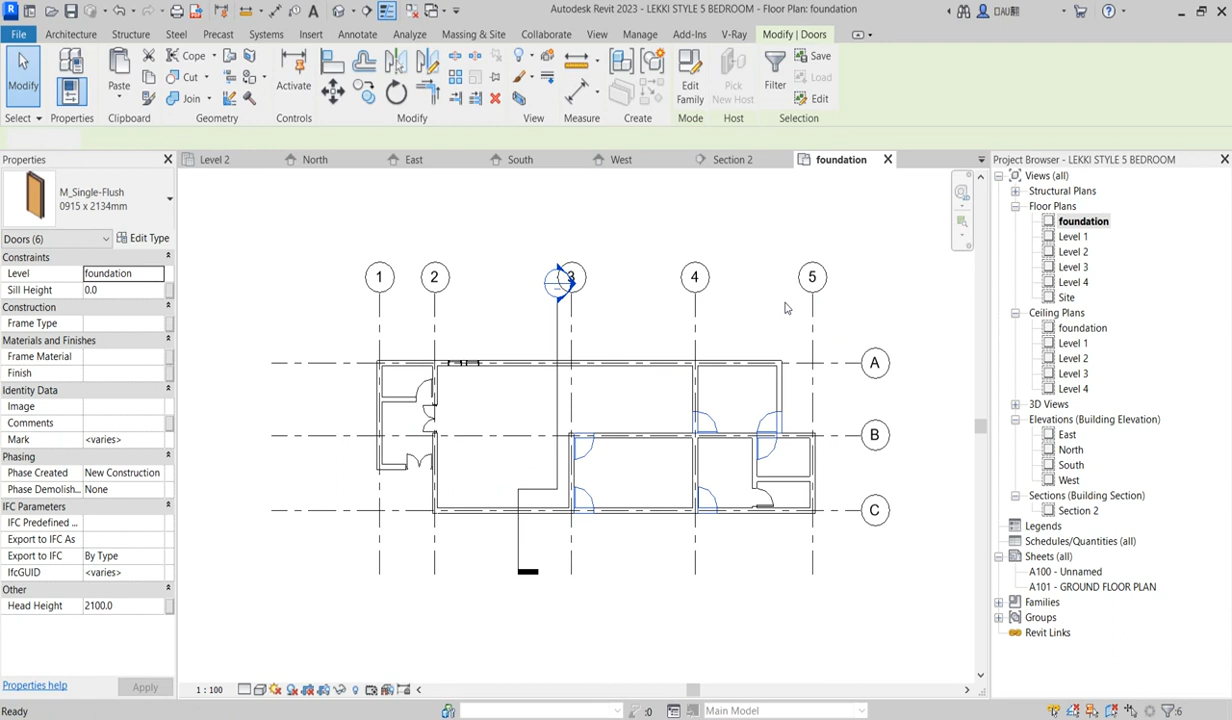 Autodesk Revit 2023 - LEKKI STYLE 5 BEDROOM - Floor Plan: foundation
File Architecture Structure Steel Precast Systems Insert Annotate Analyze Massing & Site Collaborate View Manage Add-Ins V-Ray Modify | Doors
Modify
Select
Properties
Paste
Clipboard
Cope
Cut
Join
Geometry
Activate
Controls
Modify
View
Measure
Create
Edit
Family
Mode
Pick
New Host
Host
Filter
Save
Load
Edit
Selection
Properties
M_Single-Flush
0915 x 2134mm
Doors (6)
Edit Type
Constraints
Level foundation
Sill Height 0.0
Construction
Frame Type
Materials and Finishes
Frame Material
Finish
Identity Data
Image
Comments
Mark <varies>
Phasing
Phase Created New Construction
Phase Demolish... None
IFC Parameters
IFC Predefined ...
Export to IFC As
Export to IFC By Type
IfcGUID <varies>
Other
Head Height 2100.0
Properties help
Apply
Level 2 North East South West Section 2 foundation
1 2 3 4 5
A
B
C
1 : 100
Project Browser - LEKKI STYLE 5 BEDROOM
Views (all)
Structural Plans
Floor Plans
foundation
Level 1
Level 2
Level 3
Level 4
Site
Ceiling Plans
foundation
Level 1
Level 2
Level 3
Level 4
3D Views
Elevations (Building Elevation)
East
North
South
West
Sections (Building Section)
Section 2
Legends
Schedules/Quantities (all)
Sheets (all)
A100 - Unnamed
A101 - GROUND FLOOR PLAN
Families
Groups
Revit Links
Ready
:0
Main Model
:6